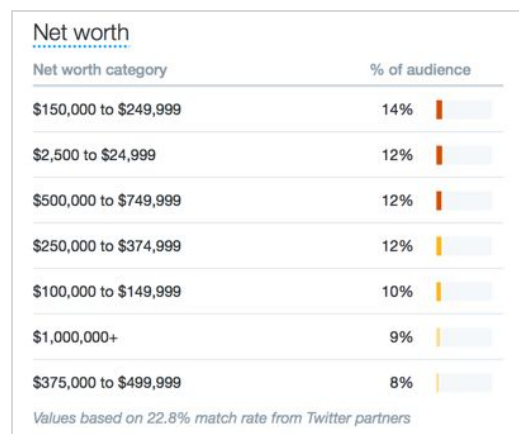 Net worth
Net worth category % of audience
$150,000 to $249,999 14%
$2,500 to $24,999 12%
$500,000 to $749,999 12%
$250,000 to $374,999 12%
$100,000 to $149,999 10%
$1,000,000+ 9%
$375,000 to $499,999 8%
Values based on 22.8% match rate from Twitter partners